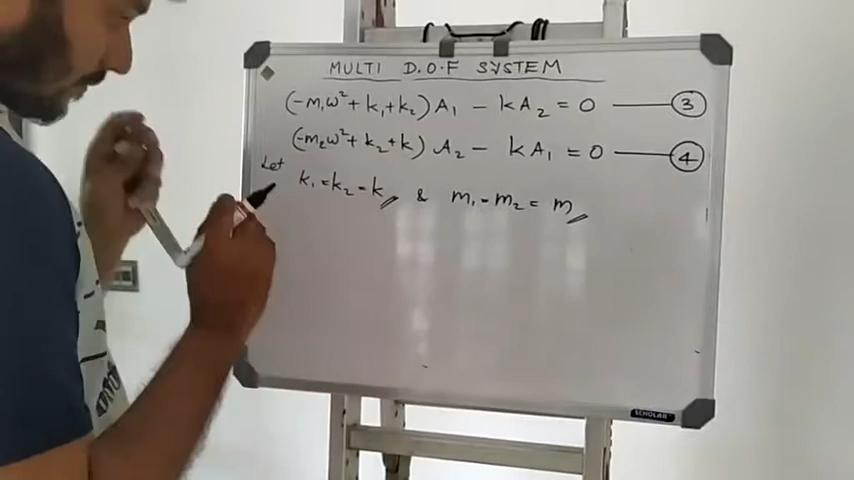 MULTI D.O.F SYSTEM
(-m₁ω²+k₁+k₂)A₁ - kA₂ = 0 —— ③
(-m₂ω²+k₂+k) A₂ - kA₁ = 0 —— ④
Let k₁=k₂=k & m₁=m₂= m
SCHOLAR